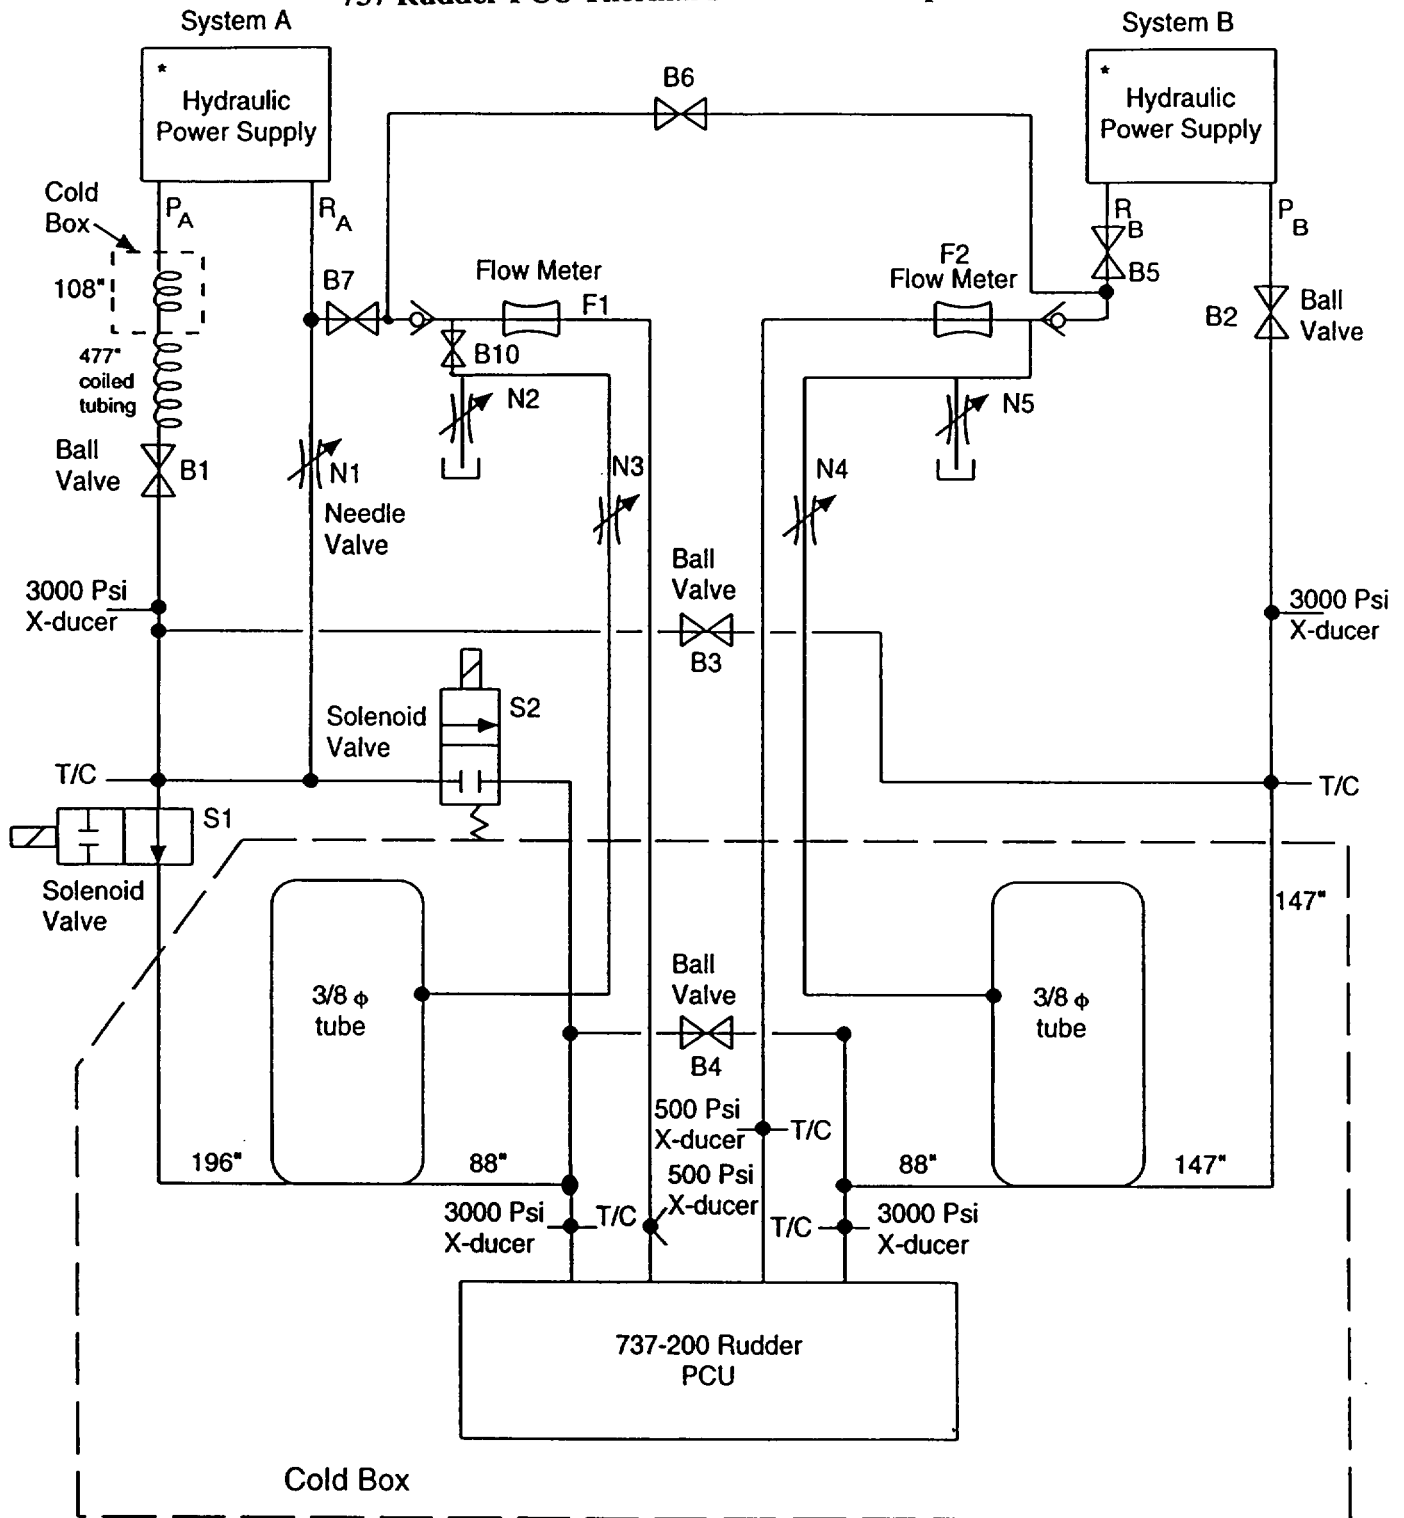 737 Rudder PCU
System A
System B
*
Hydraulic
Power Supply
*
Hydraulic
Power Supply
B6
Cold
Box
P
A
R
A
R
B
P
B
108"
B7
Flow Meter
F1
F2
Flow Meter
B5
B2
Ball
Valve
477"
coiled
tubing
B10
N2
N5
Ball
Valve
B1
N1
Needle
Valve
N3
N4
Ball
Valve
B3
3000 Psi
X-ducer
3000 Psi
X-ducer
Solenoid
Valve
S2
T/C
T/C
S1
Solenoid
Valve
147"
3/8 ϕ
tube
3/8 ϕ
tube
Ball
Valve
B4
500 Psi
X-ducer
T/C
196"
88"
500 Psi
X-ducer
88"
147"
3000 Psi
X-ducer
T/C
T/C
3000 Psi
X-ducer
737-200 Rudder
PCU
Cold Box